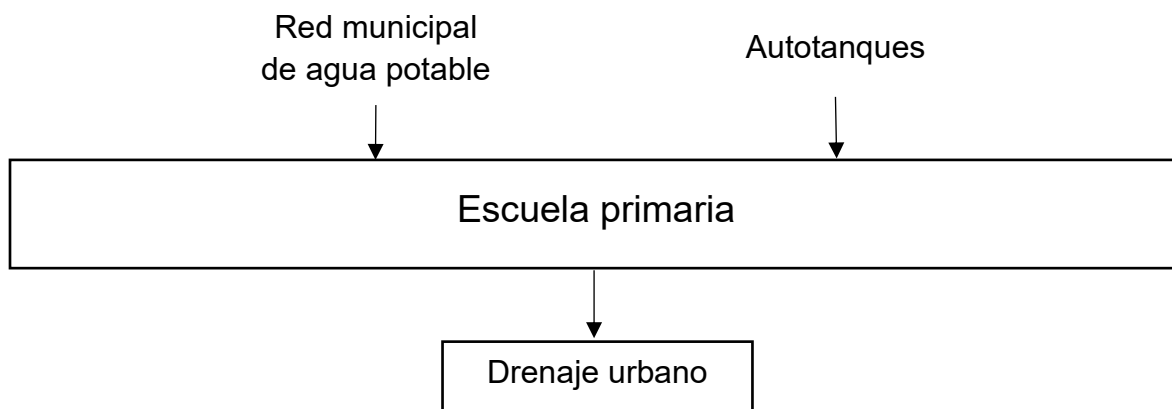 Red municipal
de agua potable
Autotanques
Escuela primaria
Drenaje urbano